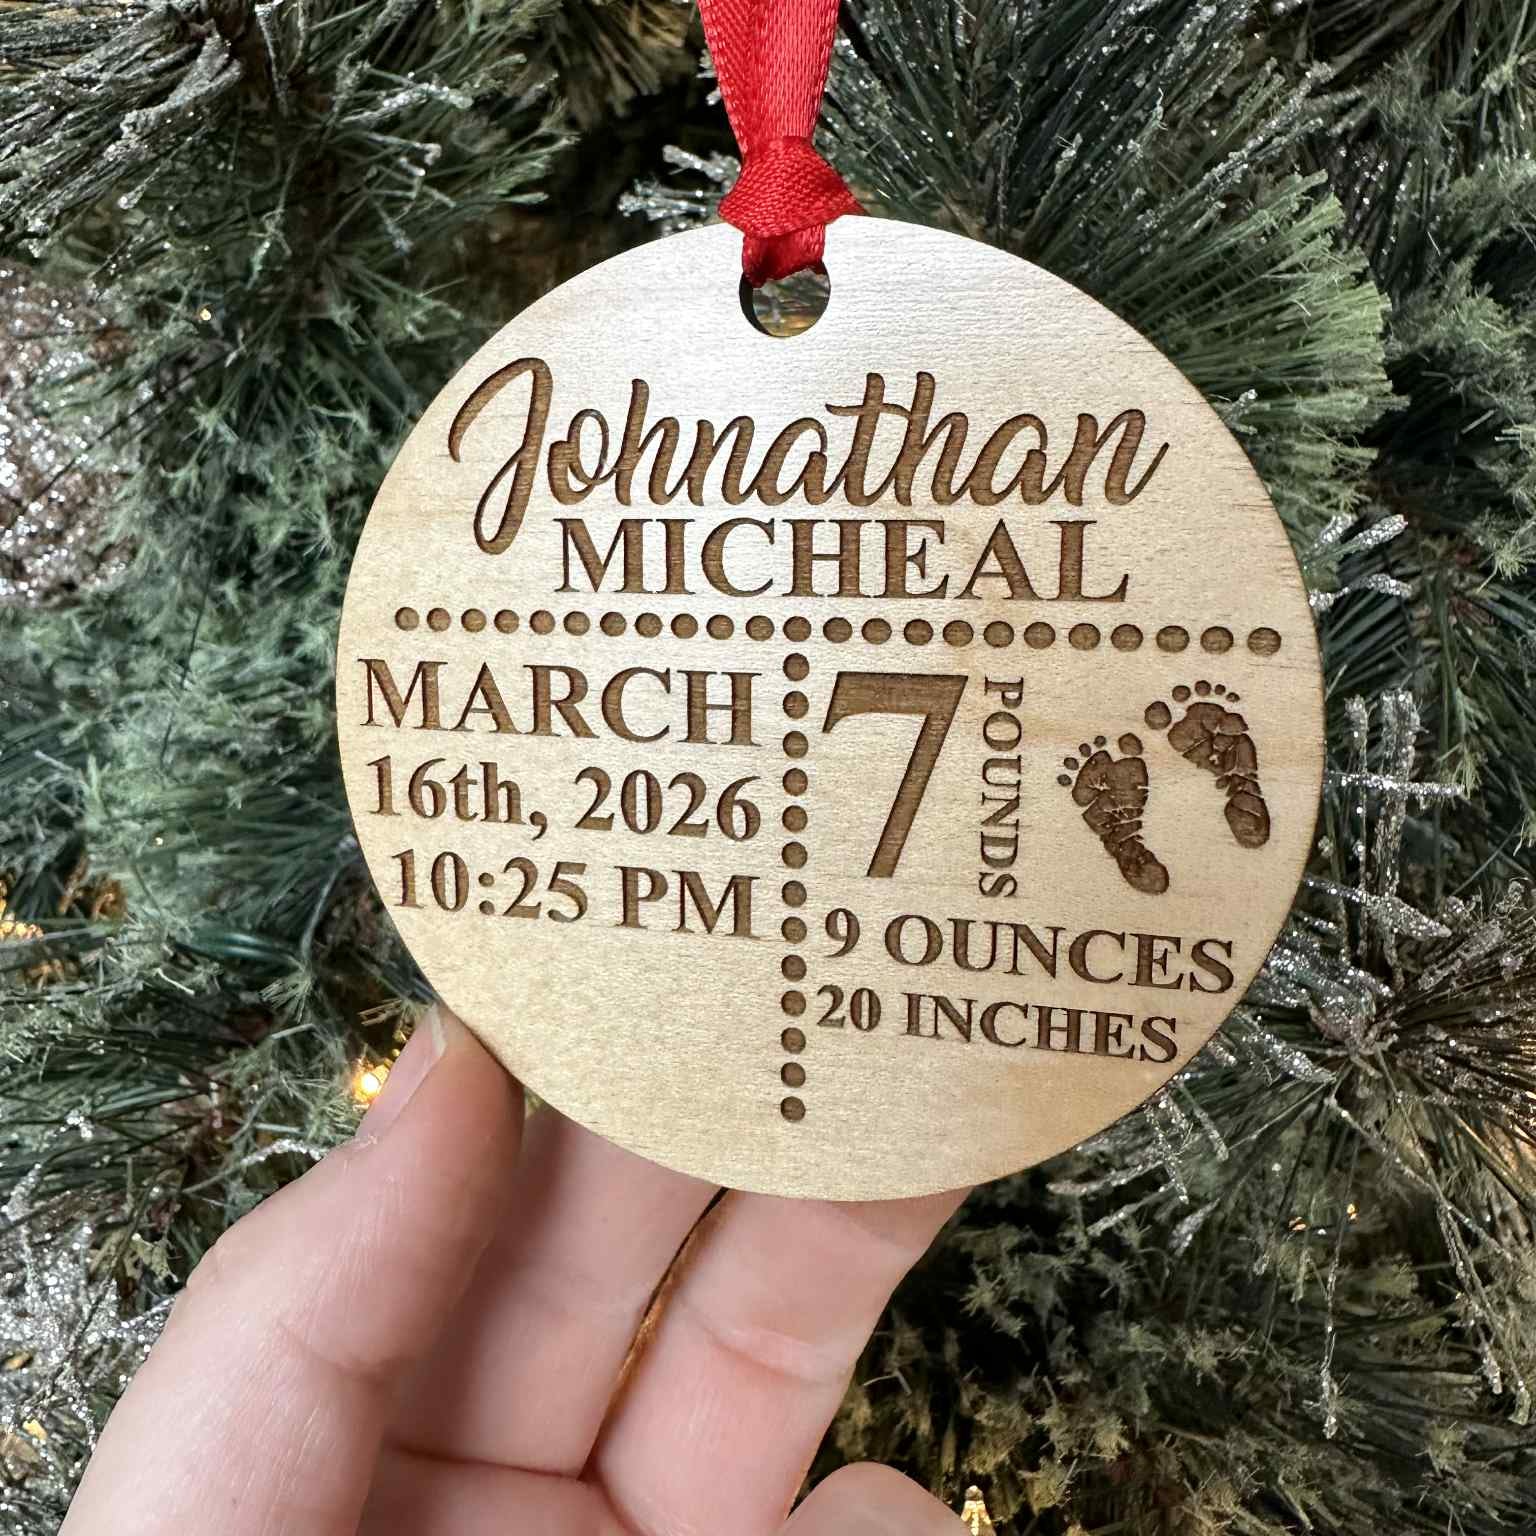 Johnathan
MICHEAL
MARCH
16th, 2026
10:25 PM
7
POUNDS
9 OUNCES
20 INCHES